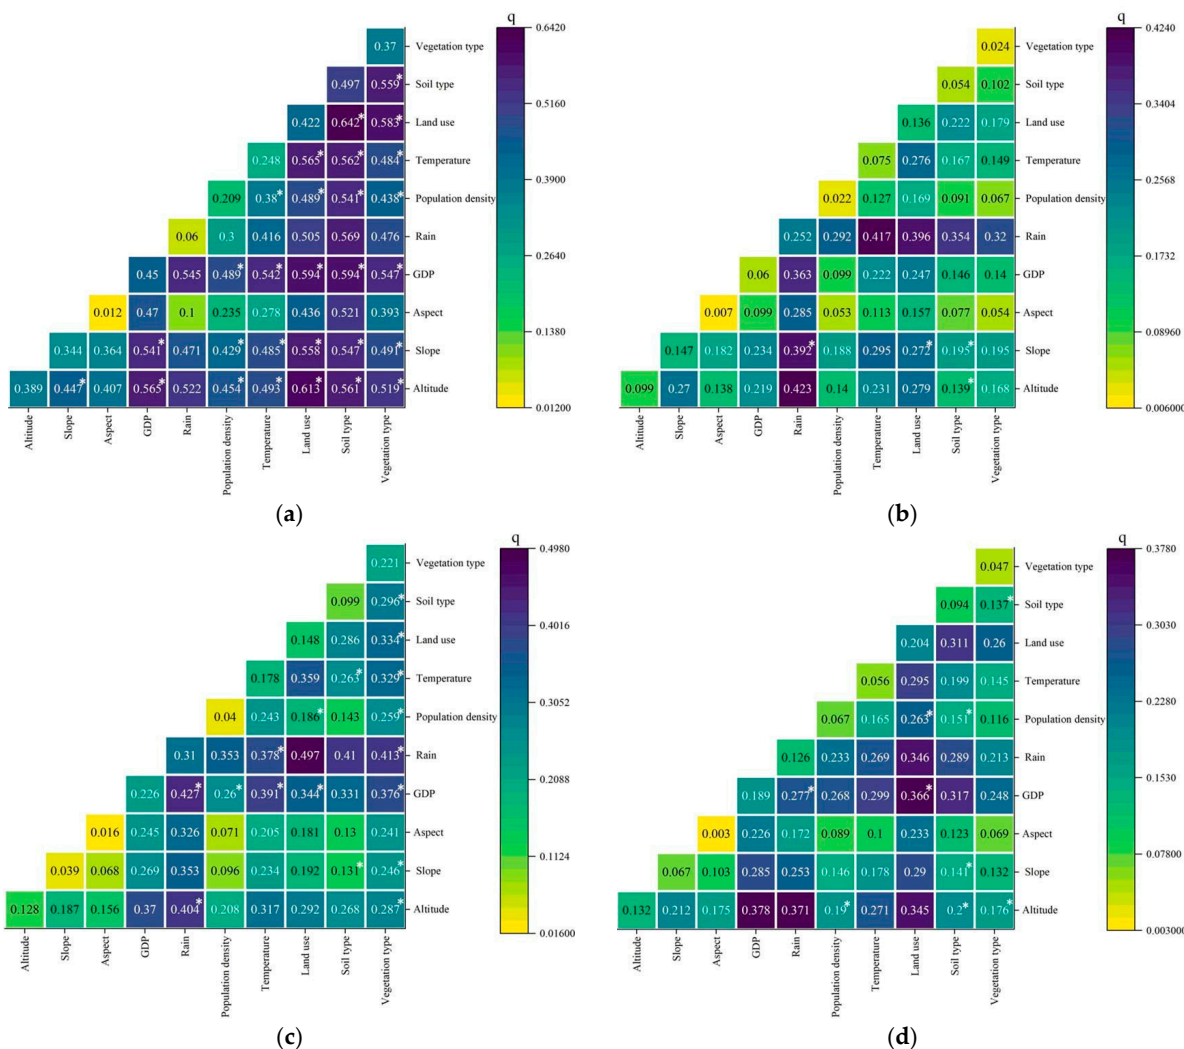 q
0.6420
0.5160
0.3900
0.2640
0.1380
0.01200
0.37 Vegetation type
0.497 0.559* Soil type
0.422 0.642* 0.583* Land use
0.248 0.565* 0.562* 0.484* Temperature
0.209 0.38* 0.489* 0.541* 0.438* Population density
0.06 0.3 0.416 0.505 0.569 0.476 Rain
0.45 0.545 0.489* 0.542* 0.594* 0.594* 0.547* GDP
0.012 0.47 0.1 0.235 0.278 0.436 0.521 0.393 Aspect
0.344 0.364 0.541* 0.471 0.429* 0.485* 0.558* 0.547* 0.491* Slope
0.389 0.447* 0.407 0.565* 0.522 0.454* 0.493* 0.613* 0.561* 0.519* Altitude
Altitude Slope Aspect GDP Rain Population density Temperature Land use Soil type Vegetation type
(a)
q
0.4240
0.3404
0.2568
0.1732
0.08960
0.006000
0.024 Vegetation type
0.054 0.102 Soil type
0.136 0.222 0.179 Land use
0.075 0.276 0.167 0.149 Temperature
0.022 0.127 0.169 0.091 0.067 Population density
0.252 0.292 0.417 0.396 0.354 0.32 Rain
0.06 0.363 0.099 0.222 0.247 0.146 0.14 GDP
0.007 0.099 0.285 0.053 0.113 0.157 0.077 0.054 Aspect
0.147 0.182 0.234 0.392* 0.188 0.295 0.272* 0.195* 0.195 Slope
0.099 0.27 0.138 0.219 0.423 0.14 0.231 0.279 0.139* 0.168 Altitude
Altitude Slope Aspect GDP Rain Population density Temperature Land use Soil type Vegetation type
(b)
q
0.4980
0.4016
0.3052
0.2088
0.1124
0.01600
0.221 Vegetation type
0.099 0.296* Soil type
0.148 0.286 0.334* Land use
0.178 0.359 0.263* 0.329* Temperature
0.04 0.243 0.186* 0.143 0.259* Population density
0.31 0.353 0.378* 0.497 0.41 0.413* Rain
0.226 0.427* 0.26* 0.391* 0.344* 0.331 0.376* GDP
0.016 0.245 0.326 0.071 0.205 0.181 0.13 0.241 Aspect
0.039 0.068 0.269 0.353 0.096 0.234 0.192 0.131* 0.246* Slope
0.128 0.187 0.156 0.37 0.404* 0.208 0.317 0.292 0.268 0.287* Altitude
Altitude Slope Aspect GDP Rain Population density Temperature Land use Soil type Vegetation type
(c)
q
0.3780
0.3030
0.2280
0.1530
0.07800
0.003000
0.047 Vegetation type
0.094 0.137* Soil type
0.204 0.311 0.26 Land use
0.056 0.295 0.199 0.145 Temperature
0.067 0.165 0.263* 0.151* 0.116 Population density
0.126 0.233 0.269 0.346 0.289 0.213 Rain
0.189 0.277* 0.268 0.299 0.366* 0.317 0.248 GDP
0.003 0.226 0.172 0.089 0.1 0.233 0.123 0.069 Aspect
0.067 0.103 0.285 0.253 0.146 0.178 0.29 0.141* 0.132 Slope
0.132 0.212 0.175 0.378 0.371 0.19* 0.271 0.345 0.2* 0.176* Altitude
Altitude Slope Aspect GDP Rain Population density Temperature Land use Soil type Vegetation type
(d)